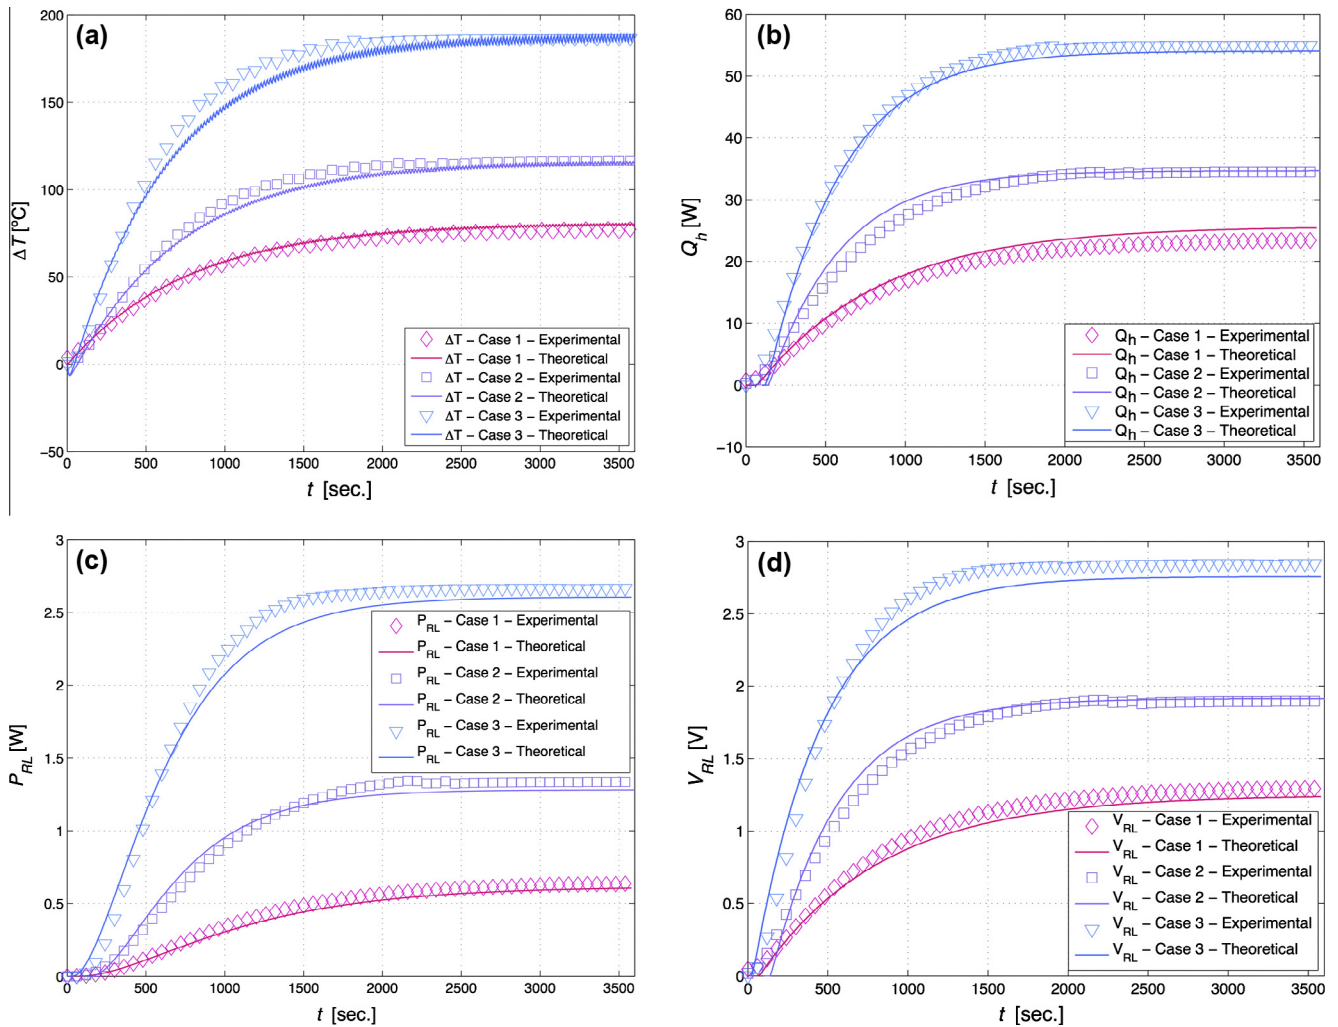 (a)
200
150
100
50
0
−50
0 500 1000 1500 2000 2500 3000 3500
Δ T [°C]
t [sec.]
ΔT − Case 1 − Experimental
ΔT − Case 1 − Theoretical
ΔT − Case 2 − Experimental
ΔT − Case 2 − Theoretical
ΔT − Case 3 − Experimental
ΔT − Case 3 − Theoretical
(b)
60
50
40
30
20
10
0
−10
0 500 1000 1500 2000 2500 3000 3500
Qh [W]
t [sec.]
Qh − Case 1 − Experimental
Qh − Case 1 − Theoretical
Qh − Case 2 − Experimental
Qh − Case 2 − Theoretical
Qh − Case 3 − Experimental
Qh − Case 3 − Theoretical
(c)
3
2.5
2
1.5
1
0.5
0
0 500 1000 1500 2000 2500 3000 3500
PRL [W]
t [sec.]
PRL − Case 1 − Experimental
PRL − Case 1 − Theoretical
PRL − Case 2 − Experimental
PRL − Case 2 − Theoretical
PRL − Case 3 − Experimental
PRL − Case 3 − Theoretical
(d)
3
2.5
2
1.5
1
0.5
0
0 500 1000 1500 2000 2500 3000 3500
VRL [V]
t [sec.]
VRL − Case 1 − Experimental
VRL − Case 1 − Theoretical
VRL − Case 2 − Experimental
VRL − Case 2 − Theoretical
VRL − Case 3 − Experimental
VRL − Case 3 − Theoretical